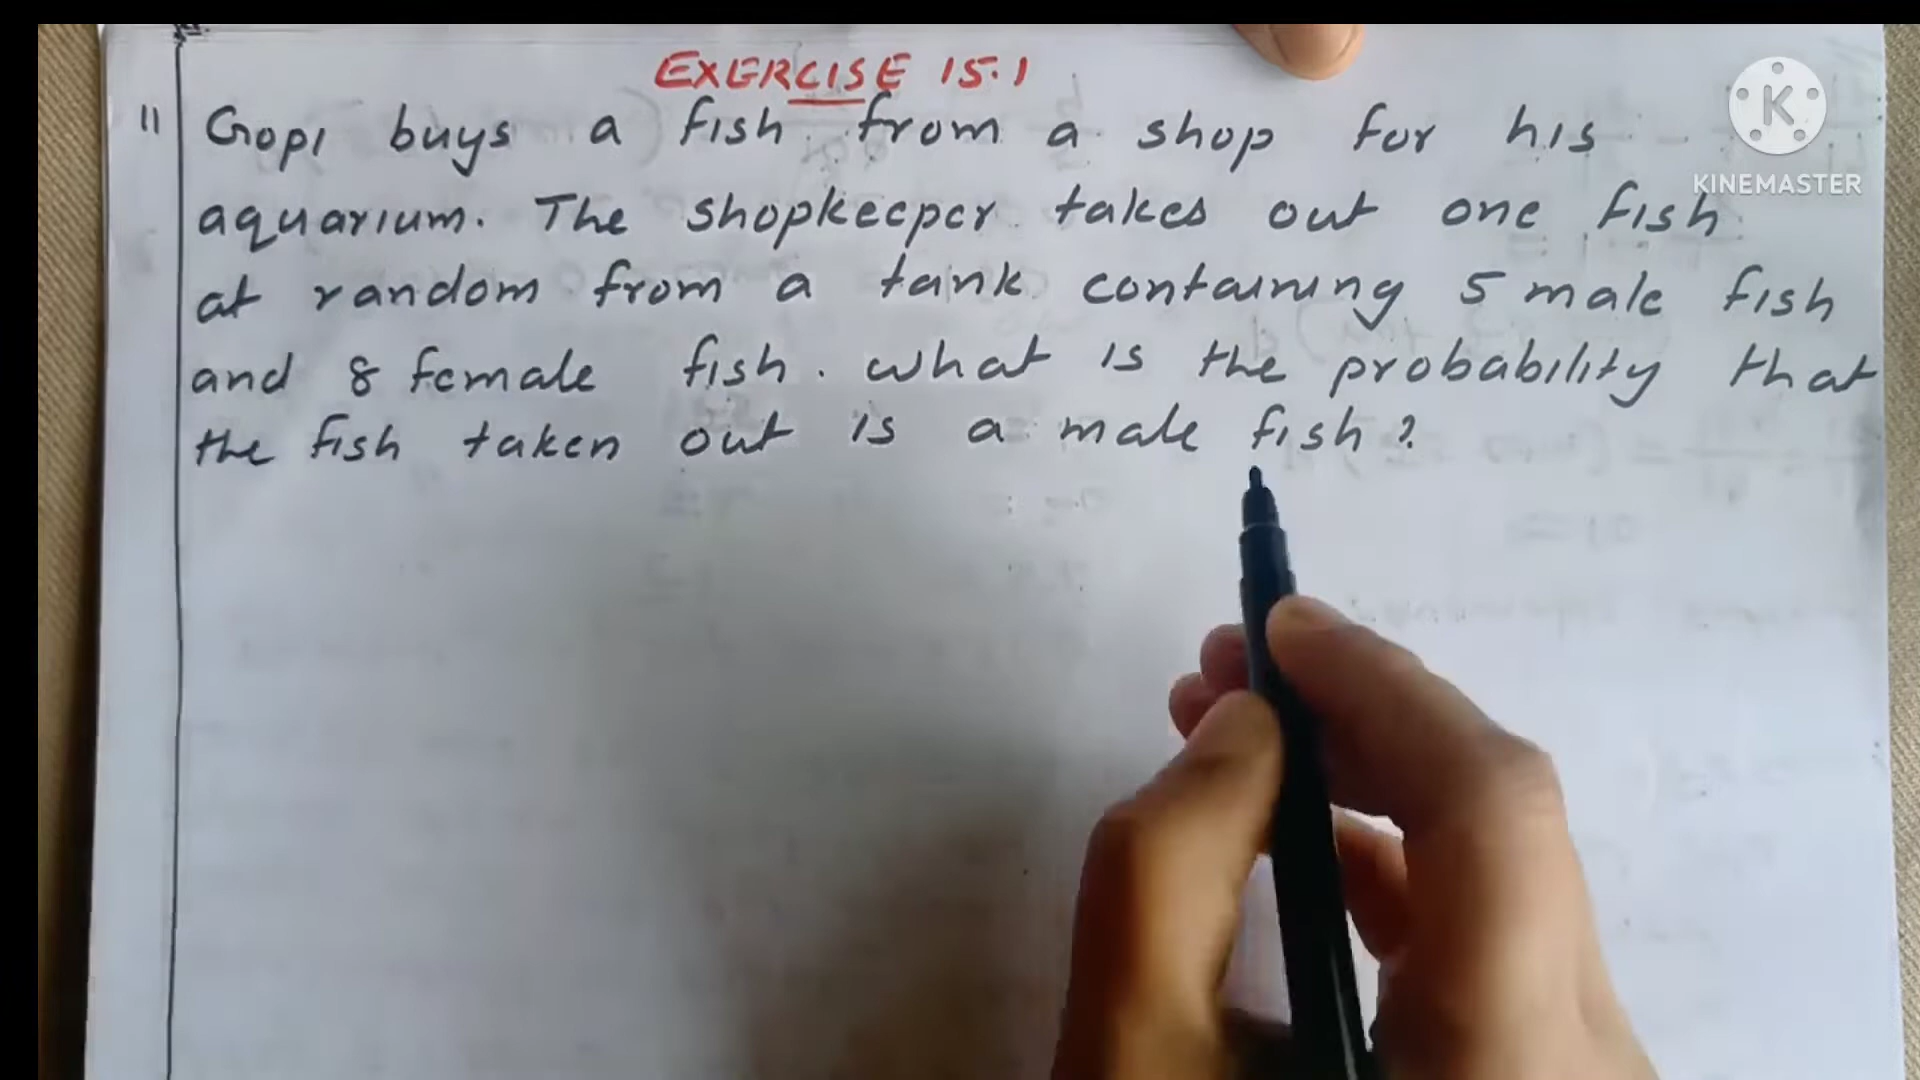 EXERCISE 15.1
11 Gopi buys a fish from a shop for his
aquarium. The shopkeeper takes out one fish
at random from a tank containing 5 male fish
and 8 female fish. what is the probability that
the fish taken out is a male fish?
K
KINEMASTER